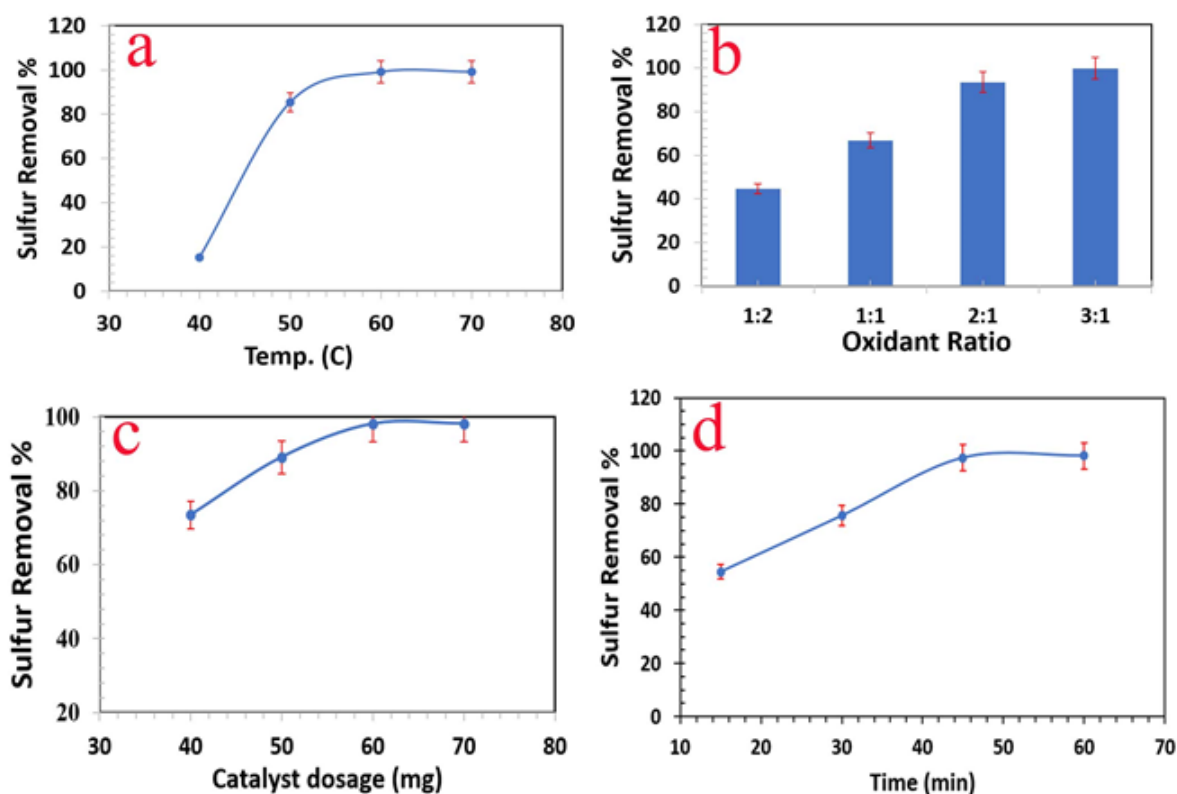 a
Sulfur Removal %
120
100
80
60
40
20
0
30 40 50 60 70 80
Temp. (C)
b
Sulfur Removal %
120
100
80
60
40
20
0
1:2 1:1 2:1 3:1
Oxidant Ratio
c
Sulfur Removal %
100
80
60
40
20
30 40 50 60 70 80
Catalyst dosage (mg)
d
Sulfur Removal %
120
100
80
60
40
20
0
10 20 30 40 50 60 70
Time (min)